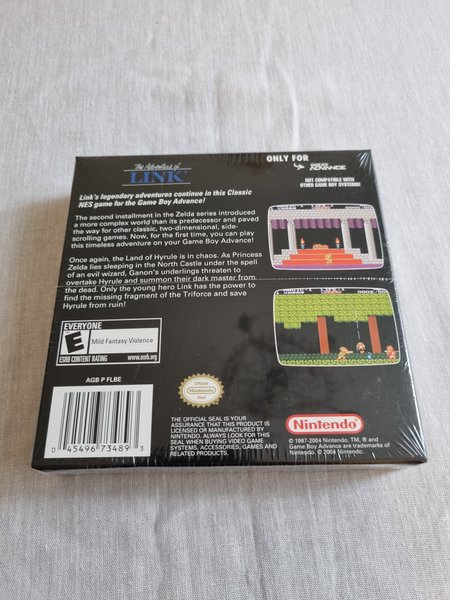 The Adventure of
LINK
ONLY FOR
GAME BOY ADVANCE
NOT COMPATIBLE WITH
OTHER GAME BOY SYSTEMS!
Link's legendary adventures continue in this Classic
NES game for the Game Boy Advance!
The second installment in the Zelda series introduced
a more complex world than its predecessor and paved
the way for other classic, two-dimensional, side-
scrolling games. Now, for the first time, you can play
this timeless adventure on your Game Boy Advance!
Once again, the Land of Hyrule is in chaos. As Princess
Zelda lies sleeping in the North Castle under the spell
of an evil wizard, Ganon's underlings threaten to
overtake Hyrule and summon their dark master from
the dead. Only the young hero Link has the power to
find the missing fragment of the Triforce and save
Hyrule from ruin!
EVERYONE
E
Mild Fantasy Violence
ESRB CONTENT RATING
www.esrb.org
AGB P FLBE
0 45496 73489 3
Official
Nintendo
Seal
THE OFFICIAL SEAL IS YOUR
ASSURANCE THAT THIS PRODUCT IS
LICENSED OR MANUFACTURED BY
NINTENDO. ALWAYS LOOK FOR THIS
SEAL WHEN BUYING VIDEO GAME
SYSTEMS, ACCESSORIES, GAMES AND
RELATED PRODUCTS.
Nintendo
© 1987-2004 Nintendo. TM, ® and
Game Boy Advance are trademarks
of Nintendo. © 2004 Nintendo.